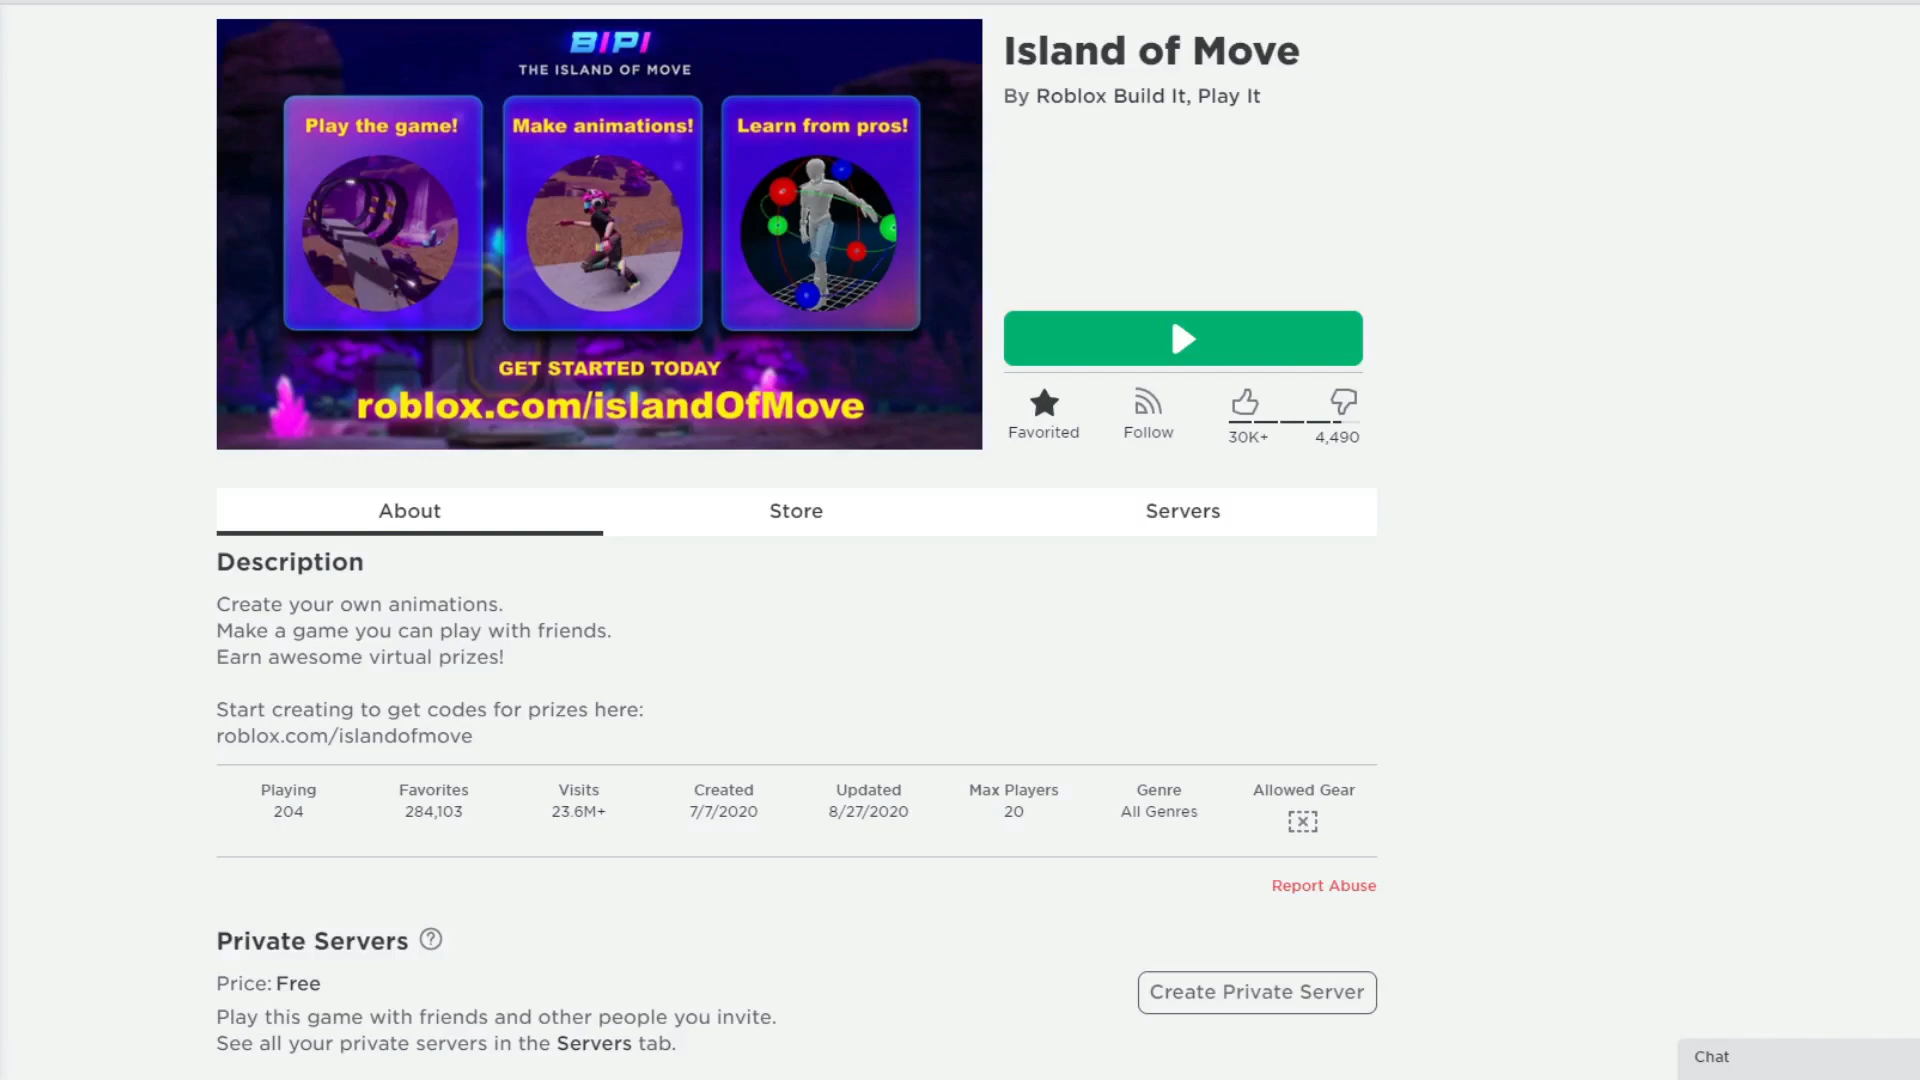 BIPI
THE ISLAND OF MOVE
Play the game!
Make animations!
Learn from pros!
GET STARTED TODAY
roblox.com/islandOfMove
Island of Move
By Roblox Build It, Play It
Favorited
Follow
30K+
4,490
About
Store
Servers
Description
Create your own animations.
Make a game you can play with friends.
Earn awesome virtual prizes!
Start creating to get codes for prizes here:
roblox.com/islandofmove
Playing
204
Favorites
284,103
Visits
23.6M+
Created
7/7/2020
Updated
8/27/2020
Max Players
20
Genre
All Genres
Allowed Gear
Report Abuse
Private Servers ?
Price: Free
Play this game with friends and other people you invite.
See all your private servers in the Servers tab.
Create Private Server
Chat